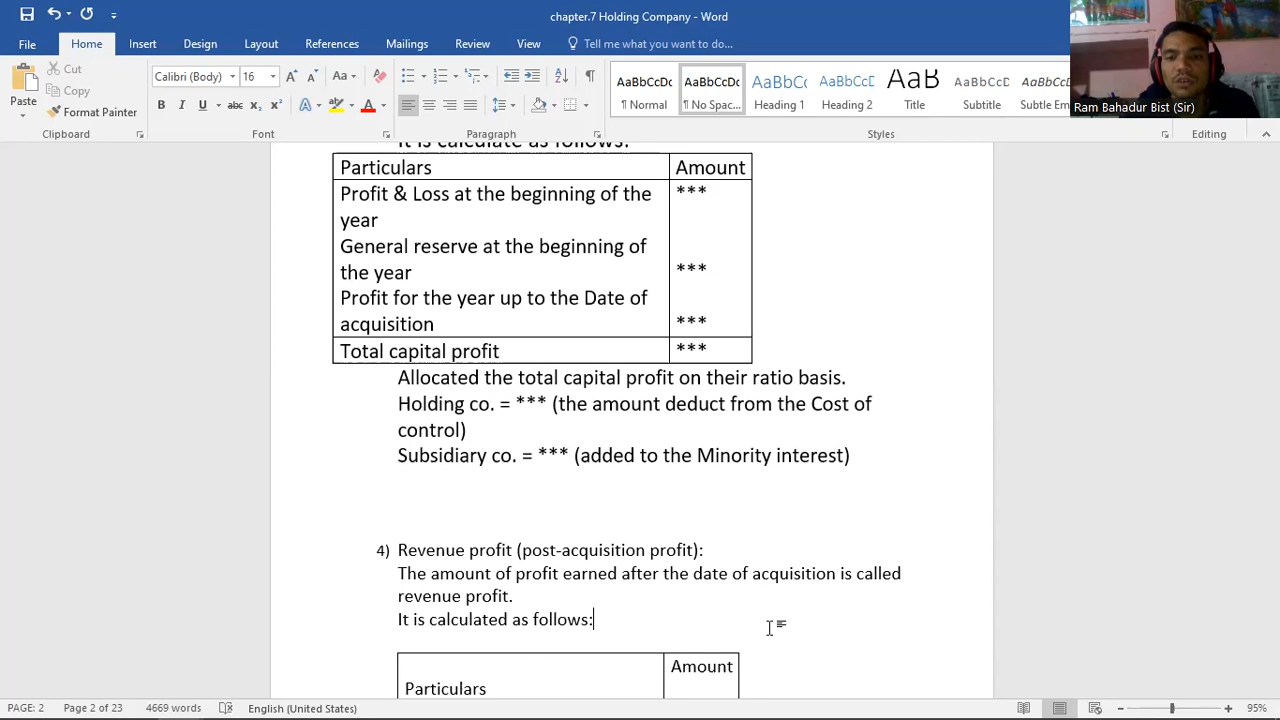 chapter.7 Holding Company - Word
File Home Insert Design Layout References Mailings Review View Tell me what you want to do...
Ram Bahadur Bist (Sir)
Paste Cut Copy Format Painter
Calibri (Body) 16
AaBbCcDc AaBbCcDc AaBbCc AaBbCcC AaB AaBbCcD AaBbCcDc
¶ Normal ¶ No Spac... Heading 1 Heading 2 Title Subtitle Subtle Em
Clipboard Font Paragraph Styles Editing
It is calculate as follows:
Particulars Amount
Profit & Loss at the beginning of the ***
year
General reserve at the beginning of
the year ***
Profit for the year up to the Date of
acquisition ***
Total capital profit ***
Allocated the total capital profit on their ratio basis.
Holding co. = *** (the amount deduct from the Cost of
control)
Subsidiary co. = *** (added to the Minority interest)
4) Revenue profit (post-acquisition profit):
The amount of profit earned after the date of acquisition is called
revenue profit.
It is calculated as follows:
Amount
Particulars
PAGE: 2 Page 2 of 23 4669 words English (United States) 95%